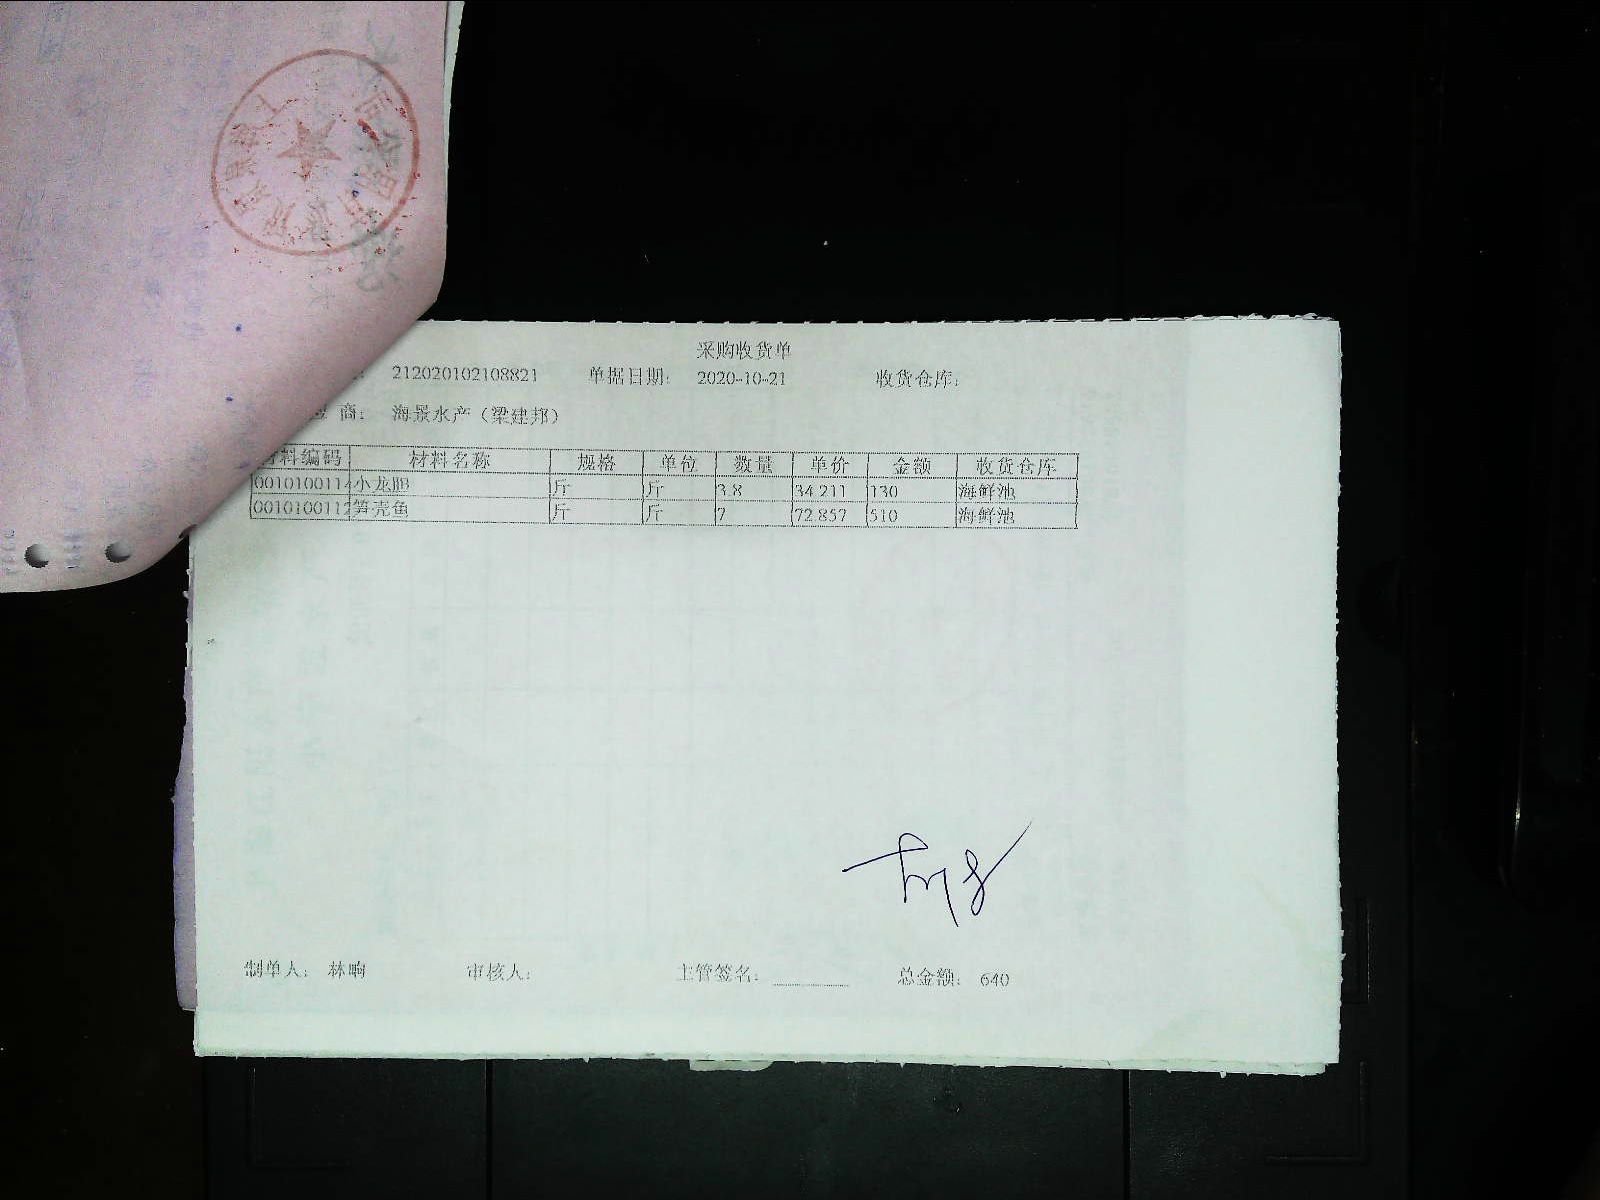 采购收货单
212020102108821 单据日期: 2020-10-21 收货仓库:
商: 海景水产（梁建邦）
材料编码 材料名称 规格 单位 数量 单价 金额 收货仓库
0010100114 小龙胆 斤 斤 3.8 34.211 130 海鲜池
0010100112 笋壳鱼 斤 斤 7 72.857 510 海鲜池
制单人: 林响 审核人: 主管签名: 总金额: 640